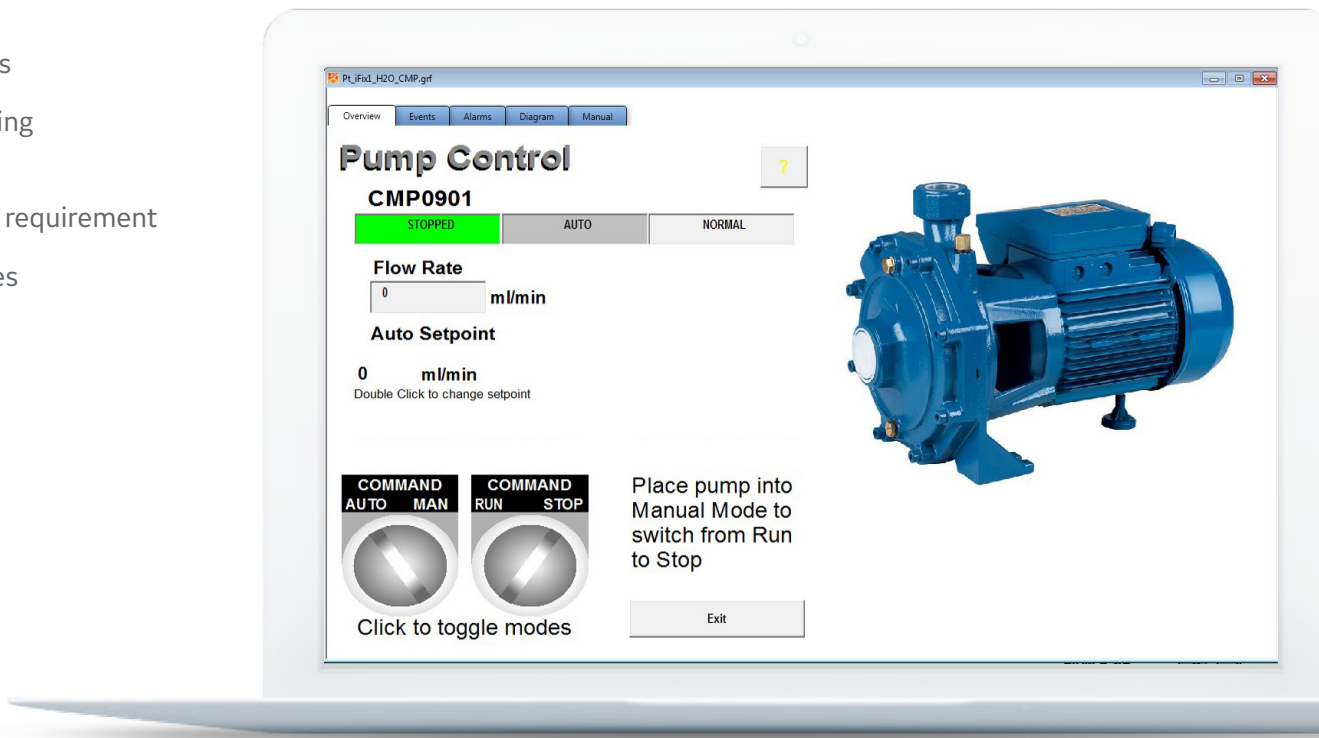 s
ing
requirement
es
Pt_iFix1_H2O_CMP.grf
Overview Events Alarms Diagram Manual
Pump Control
?
CMP0901
STOPPED AUTO NORMAL
Flow Rate
0 ml/min
Auto Setpoint
0 ml/min
Double Click to change setpoint
COMMAND
AUTO MAN
COMMAND
RUN STOP
Click to toggle modes
Place pump into
Manual Mode to
switch from Run
to Stop
Exit